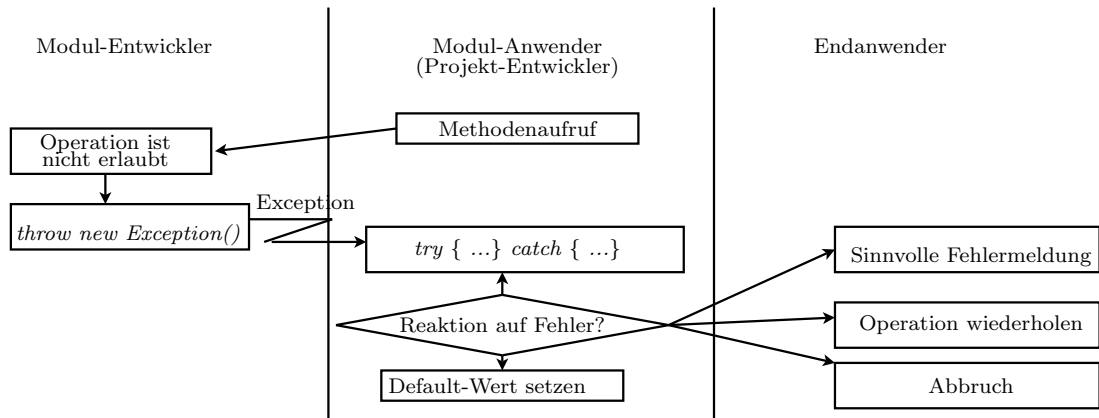 Modul-Entwickler
Modul-Anwender
(Projekt-Entwickler)
Endanwender
Methodenaufruf
Operation ist
nicht erlaubt
Exception
throw new Exception()
try { ...} catch { ...}
Sinnvolle Fehlermeldung
Reaktion auf Fehler?
Operation wiederholen
Default-Wert setzen
Abbruch